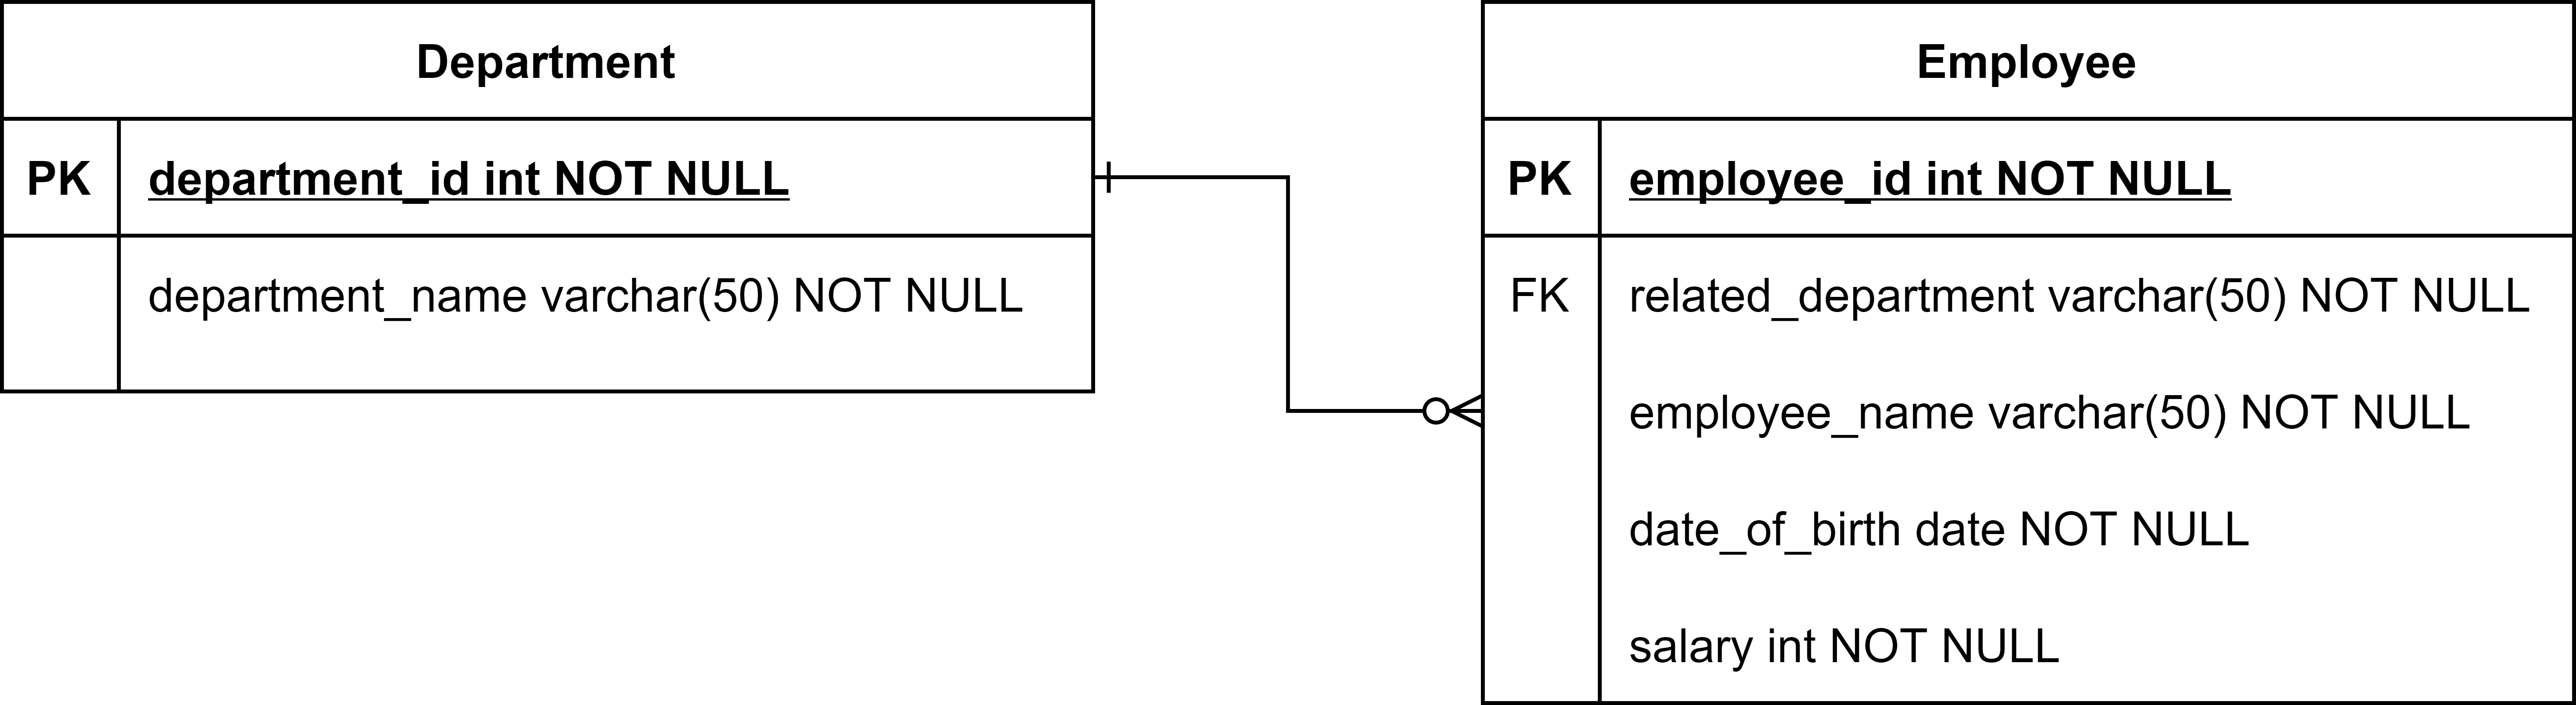 Department
PK department_id int NOT NULL
department_name varchar(50) NOT NULL
Employee
PK employee_id int NOT NULL
FK related_department varchar(50) NOT NULL
employee_name varchar(50) NOT NULL
date_of_birth date NOT NULL
salary int NOT NULL